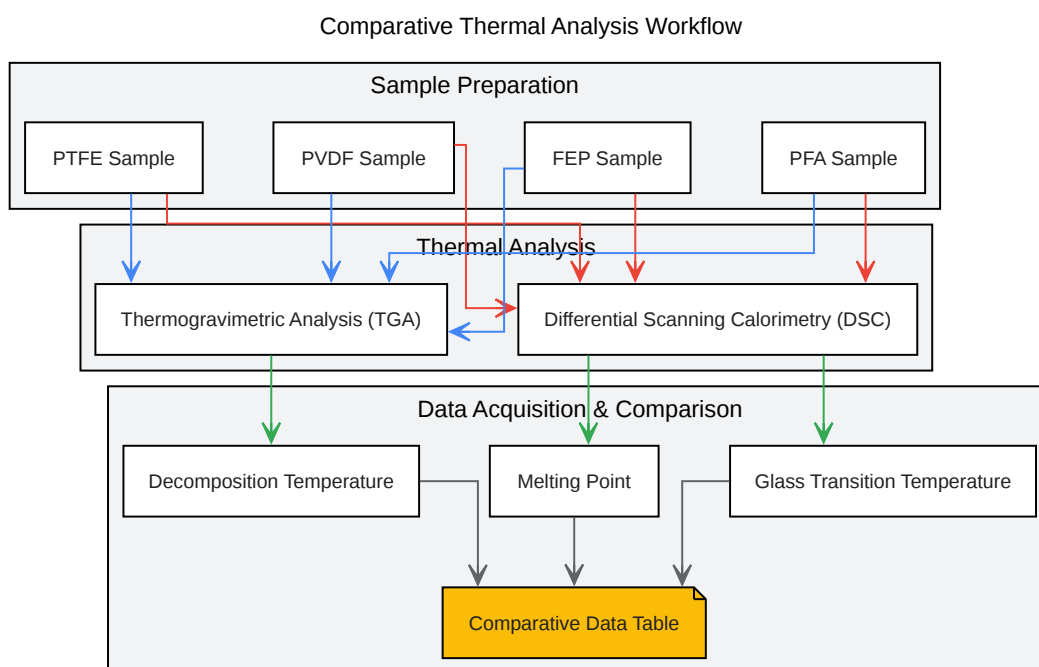 Comparative Thermal Analysis Workflow
Sample Preparation
PTFE Sample
PVDF Sample
FEP Sample
PFA Sample
Thermal Analysis
Thermogravimetric Analysis (TGA)
Differential Scanning Calorimetry (DSC)
Data Acquisition & Comparison
Decomposition Temperature
Melting Point
Glass Transition Temperature
Comparative Data Table